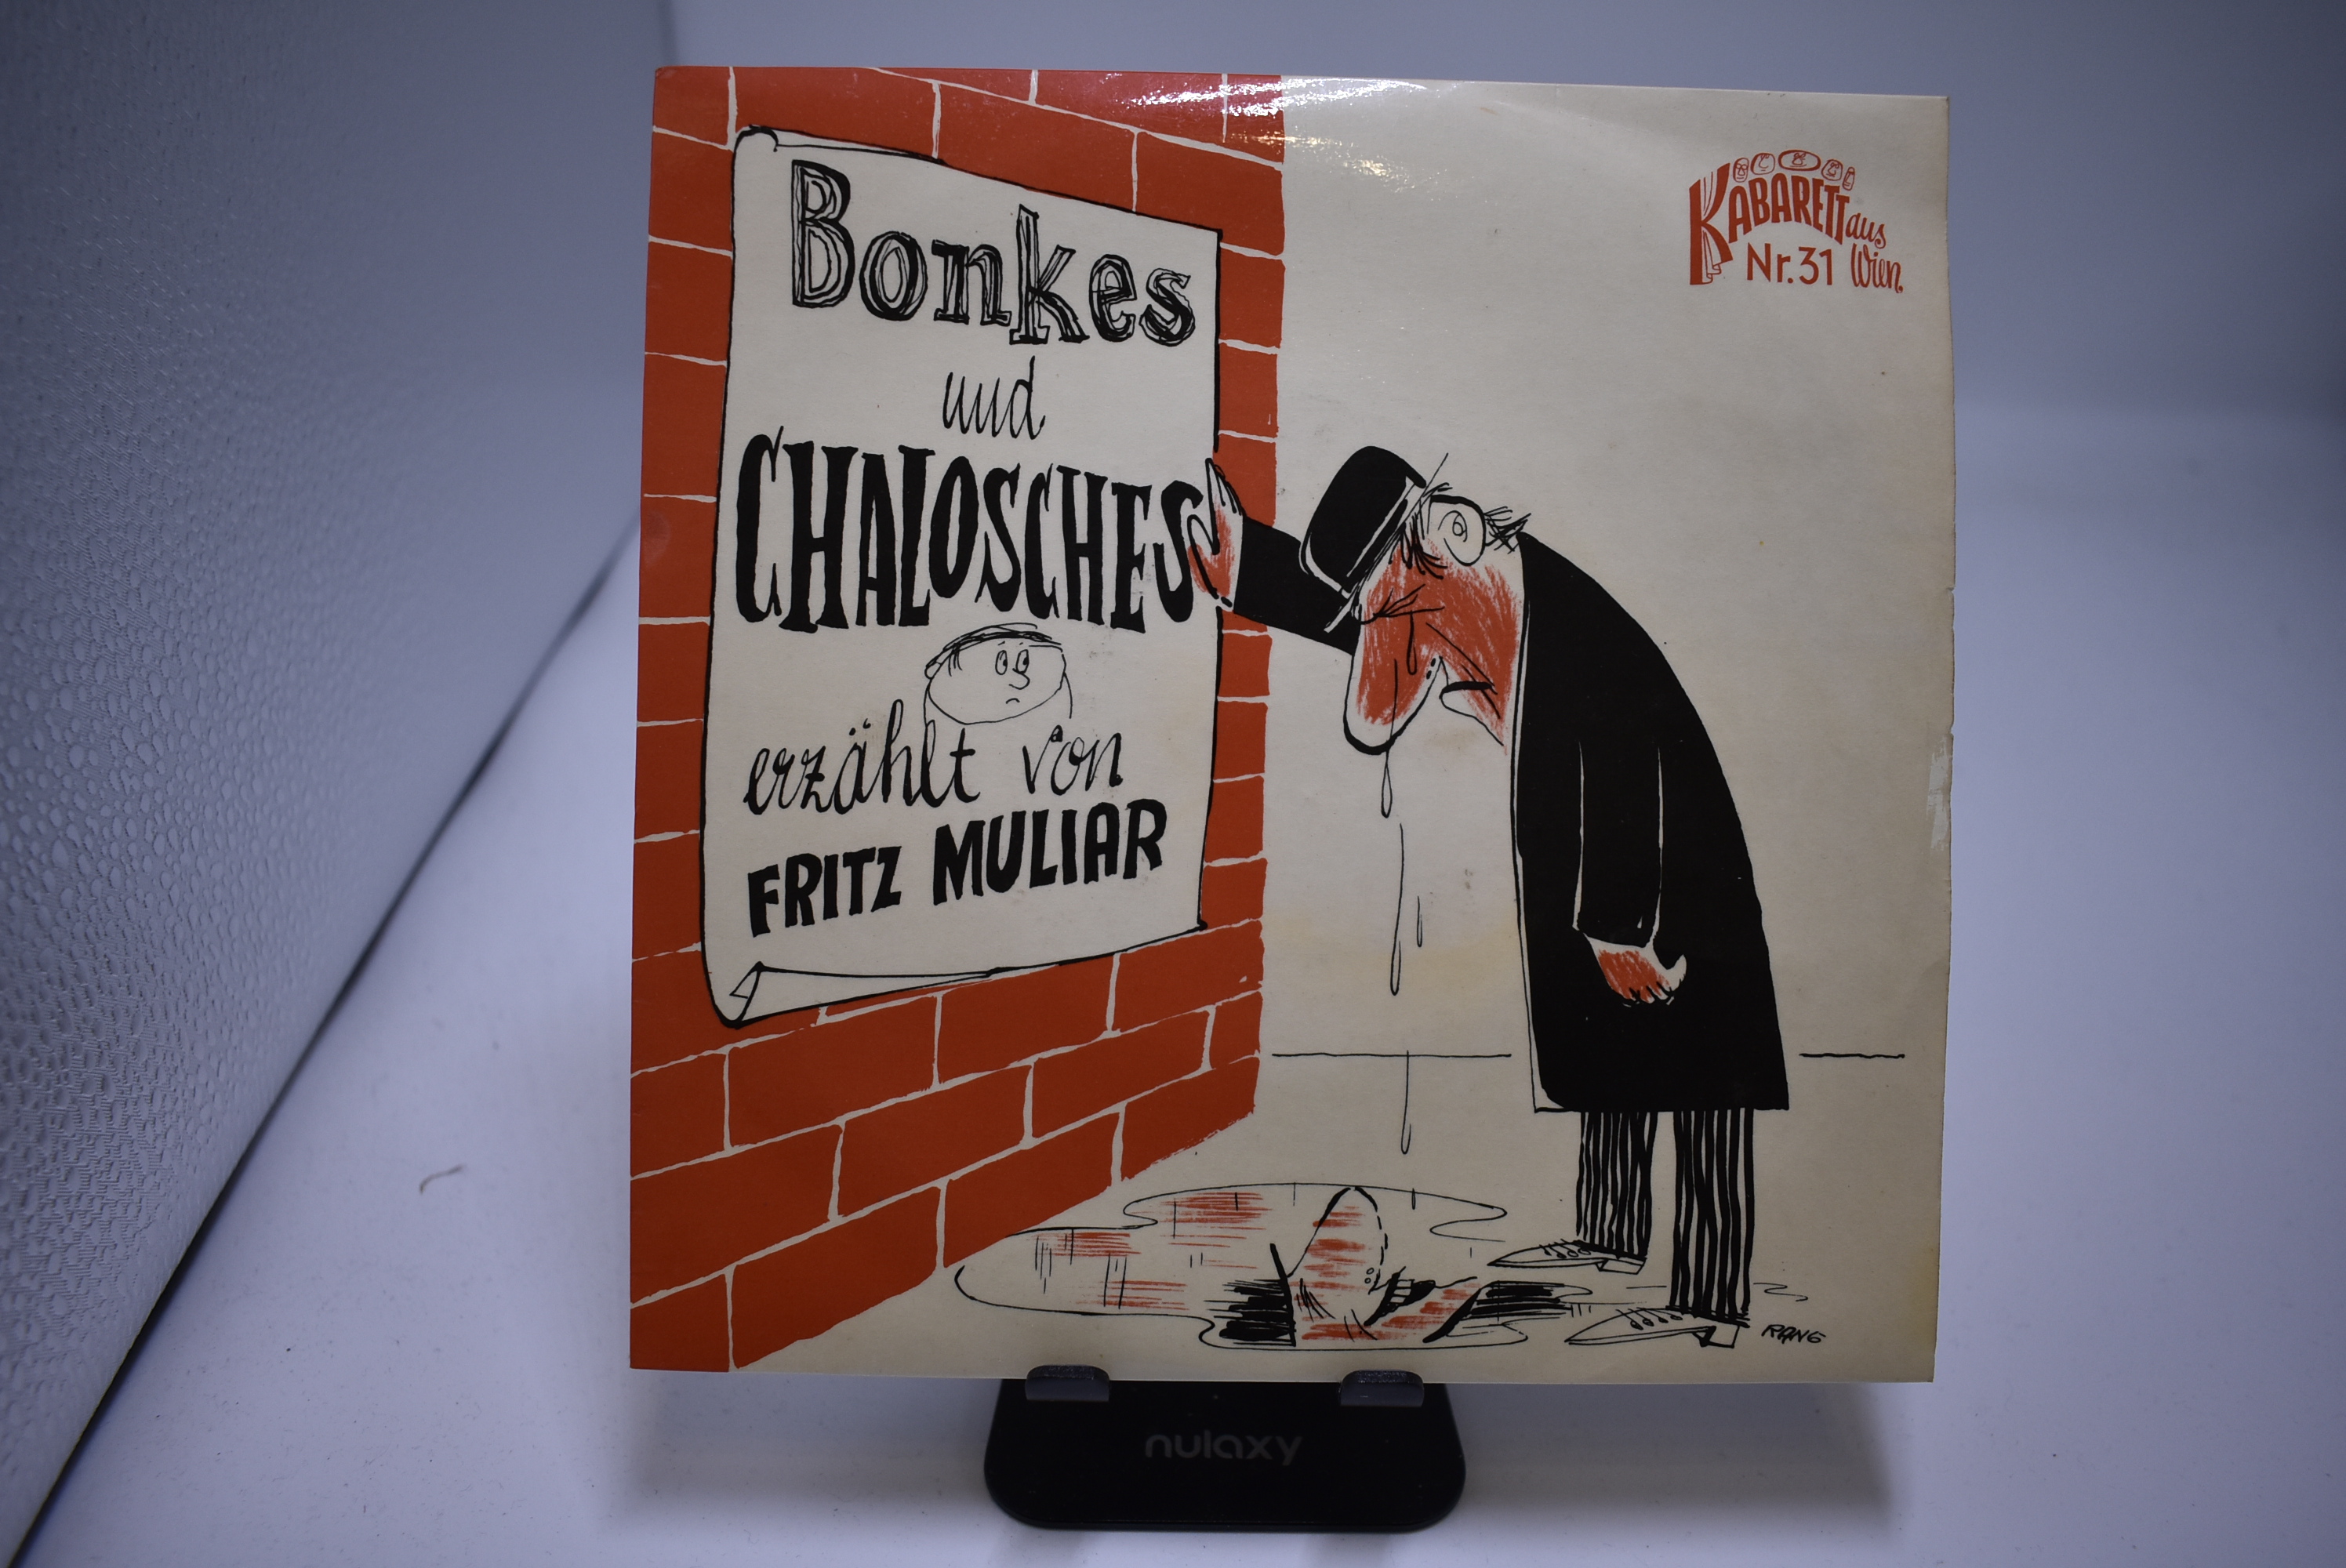 Bonkes
und
CHALOSCHES
erzählt von
FRITZ MULIAR
KABARETT aus
Nr.31 Wien
RANG
nulaxy